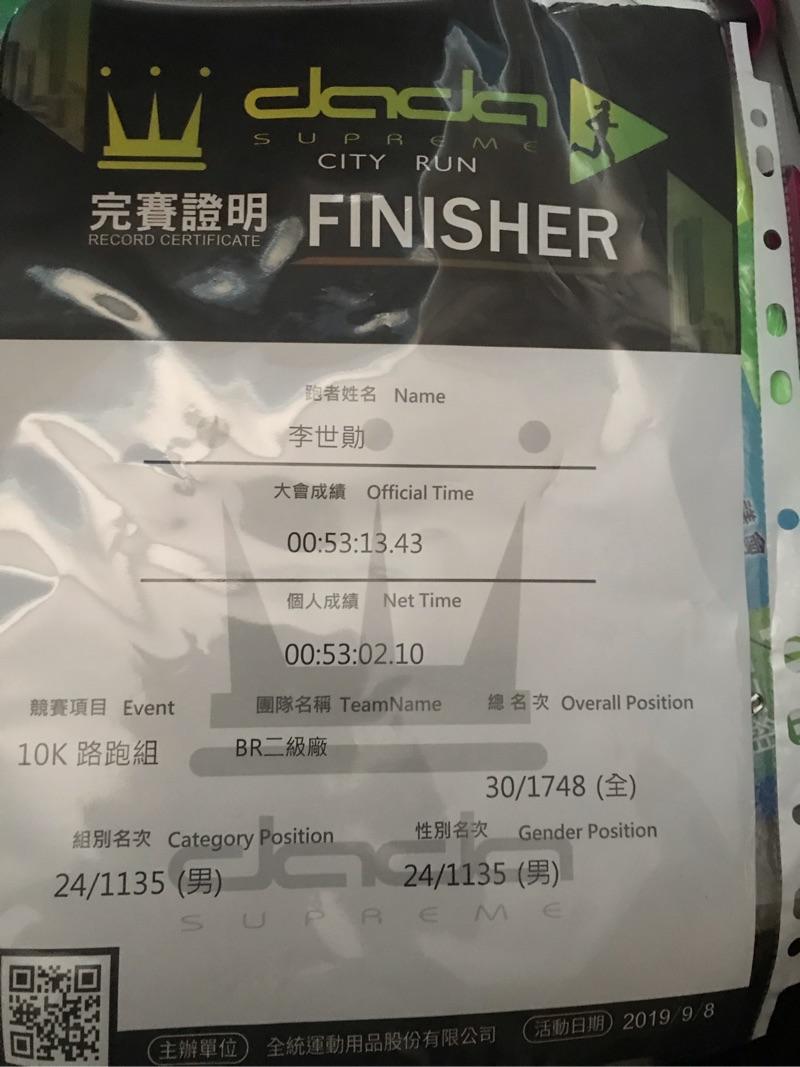 dada
SUPREME
CITY RUN
完賽證明 FINISHER
RECORD CERTIFICATE
跑者姓名 Name
李世勛
大會成績 Official Time
00:53:13.43
個人成績 Net Time
00:53:02.10
競賽項目 Event 團隊名稱 TeamName 總名次 Overall Position
10K 路跑組 BR二級廠
30/1748 (全)
組別名次 Category Position 性別名次 Gender Position
24/1135 (男) 24/1135 (男)
dada
SUPREME
主辦單位 全統運動用品股份有限公司 活動日期 2019/9/8